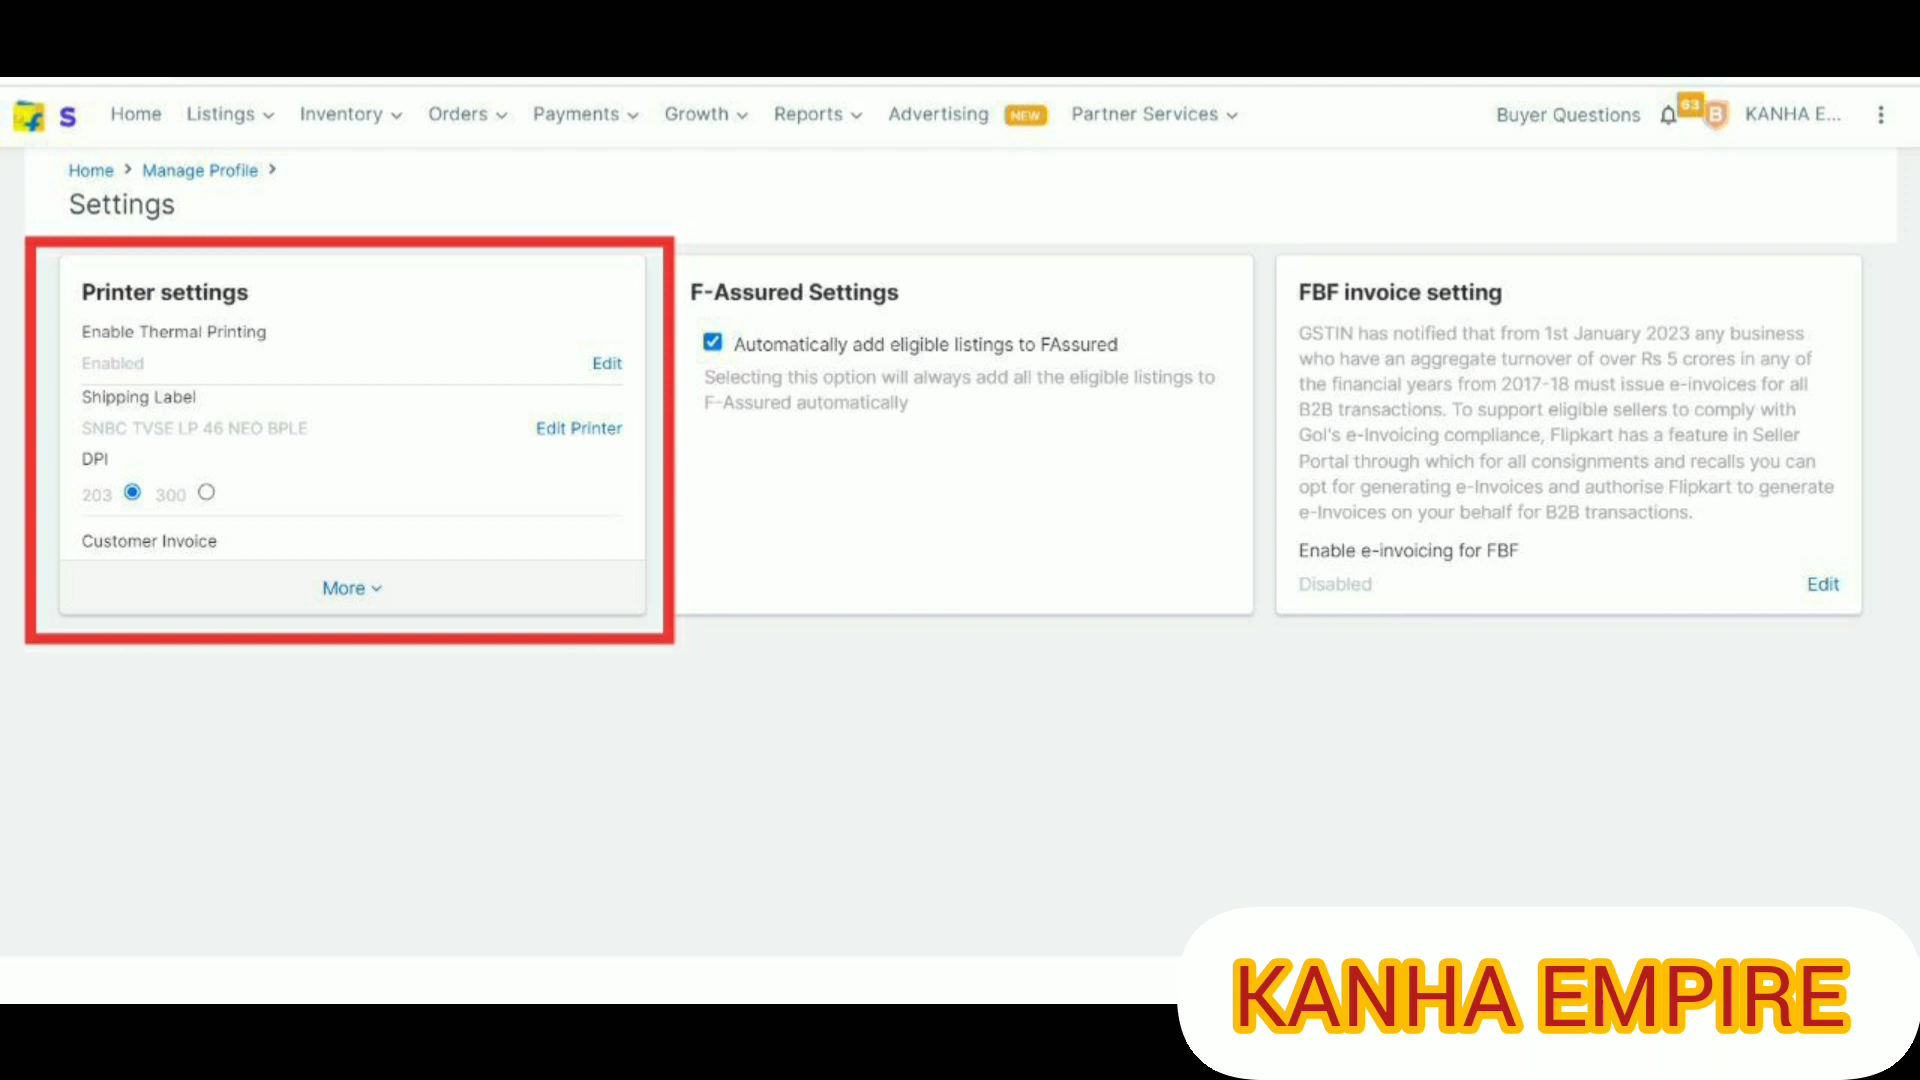 S Home Listings Inventory Orders Payments Growth Reports Advertising NEW Partner Services Buyer Questions 63 B KANHA E...
Home > Manage Profile >
Settings
Printer settings
Enable Thermal Printing
Enabled Edit
Shipping Label
SNBC TVSE LP 46 NEO BPLE Edit Printer
DPI
203 300
Customer Invoice
More
F-Assured Settings
Automatically add eligible listings to FAssured
Selecting this option will always add all the eligible listings to
F-Assured automatically
FBF invoice setting
GSTIN has notified that from 1st January 2023 any business
who have an aggregate turnover of over Rs 5 crores in any of
the financial years from 2017-18 must issue e-invoices for all
B2B transactions. To support eligible sellers to comply with
GoI's e-Invoicing compliance, Flipkart has a feature in Seller
Portal through which for all consignments and recalls you can
opt for generating e-Invoices and authorise Flipkart to generate
e-Invoices on your behalf for B2B transactions.
Enable e-invoicing for FBF
Disabled Edit
KANHA EMPIRE